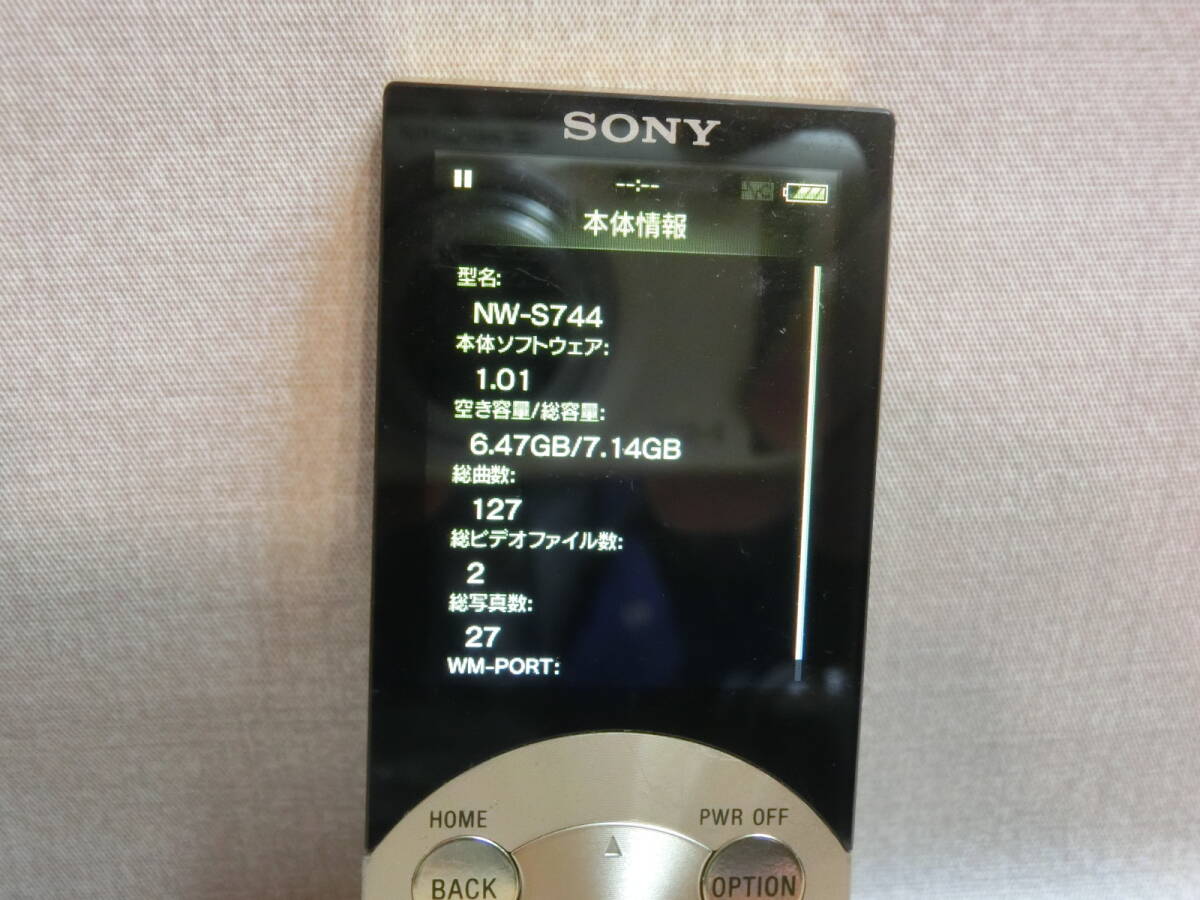 SONY
--:--
NC
本体情報
型名:
NW-S744
本体ソフトウェア:
1.01
空き容量/総容量:
6.47GB/7.14GB
総曲数:
127
総ビデオファイル数:
2
総写真数:
27
WM-PORT:
HOME
PWR OFF
BACK
OPTION